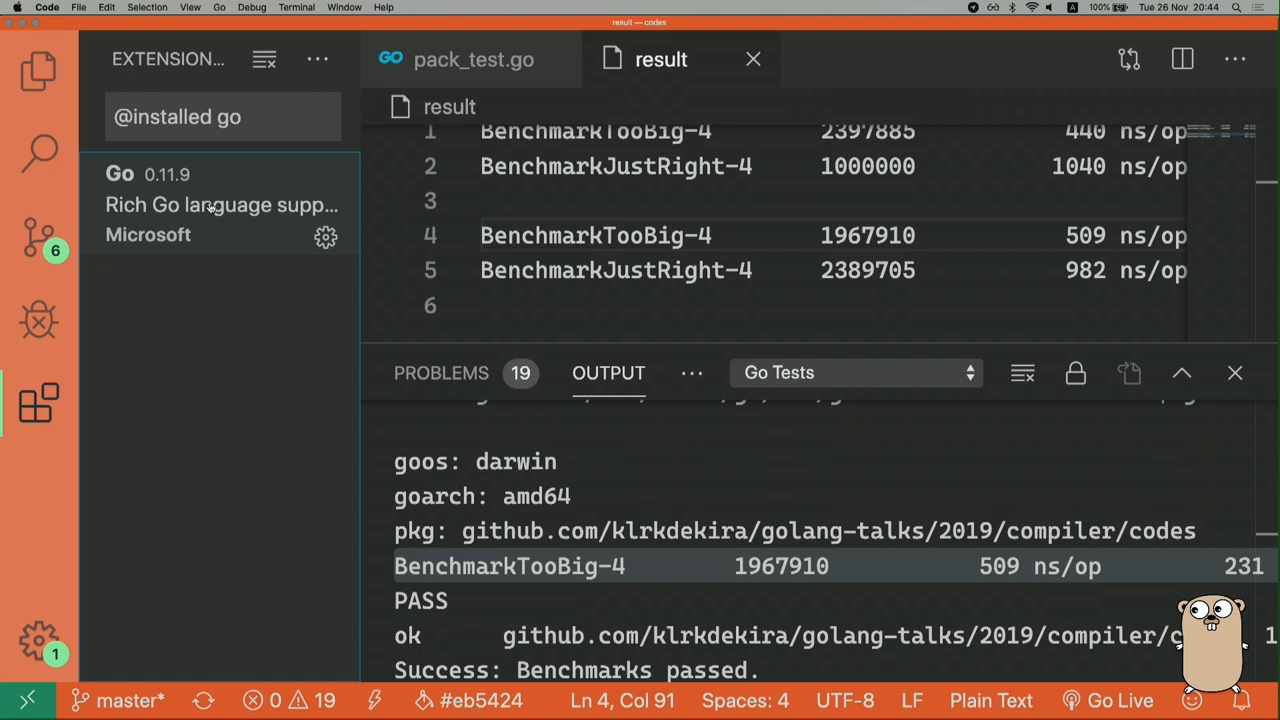 Code File Edit Selection View Go Debug Terminal Window Help 100% Tue 26 Nov 20:44
result — codes
EXTENSION...
@installed go
Go 0.11.9
Rich Go language supp...
Microsoft
6
1
GO pack_test.go
result
result
1 BenchmarkTooBig-4 2397885 440 ns/op
2 BenchmarkJustRight-4 1000000 1040 ns/op
3
4 BenchmarkTooBig-4 1967910 509 ns/op
5 BenchmarkJustRight-4 2389705 982 ns/op
6
PROBLEMS 19 OUTPUT ... Go Tests
goos: darwin
goarch: amd64
pkg: github.com/klrkdekira/golang-talks/2019/compiler/codes
BenchmarkTooBig-4 1967910 509 ns/op 231
PASS
ok github.com/klrkdekira/golang-talks/2019/compiler/c 1
Success: Benchmarks passed.
master* 0 19 #eb5424 Ln 4, Col 91 Spaces: 4 UTF-8 LF Plain Text Go Live